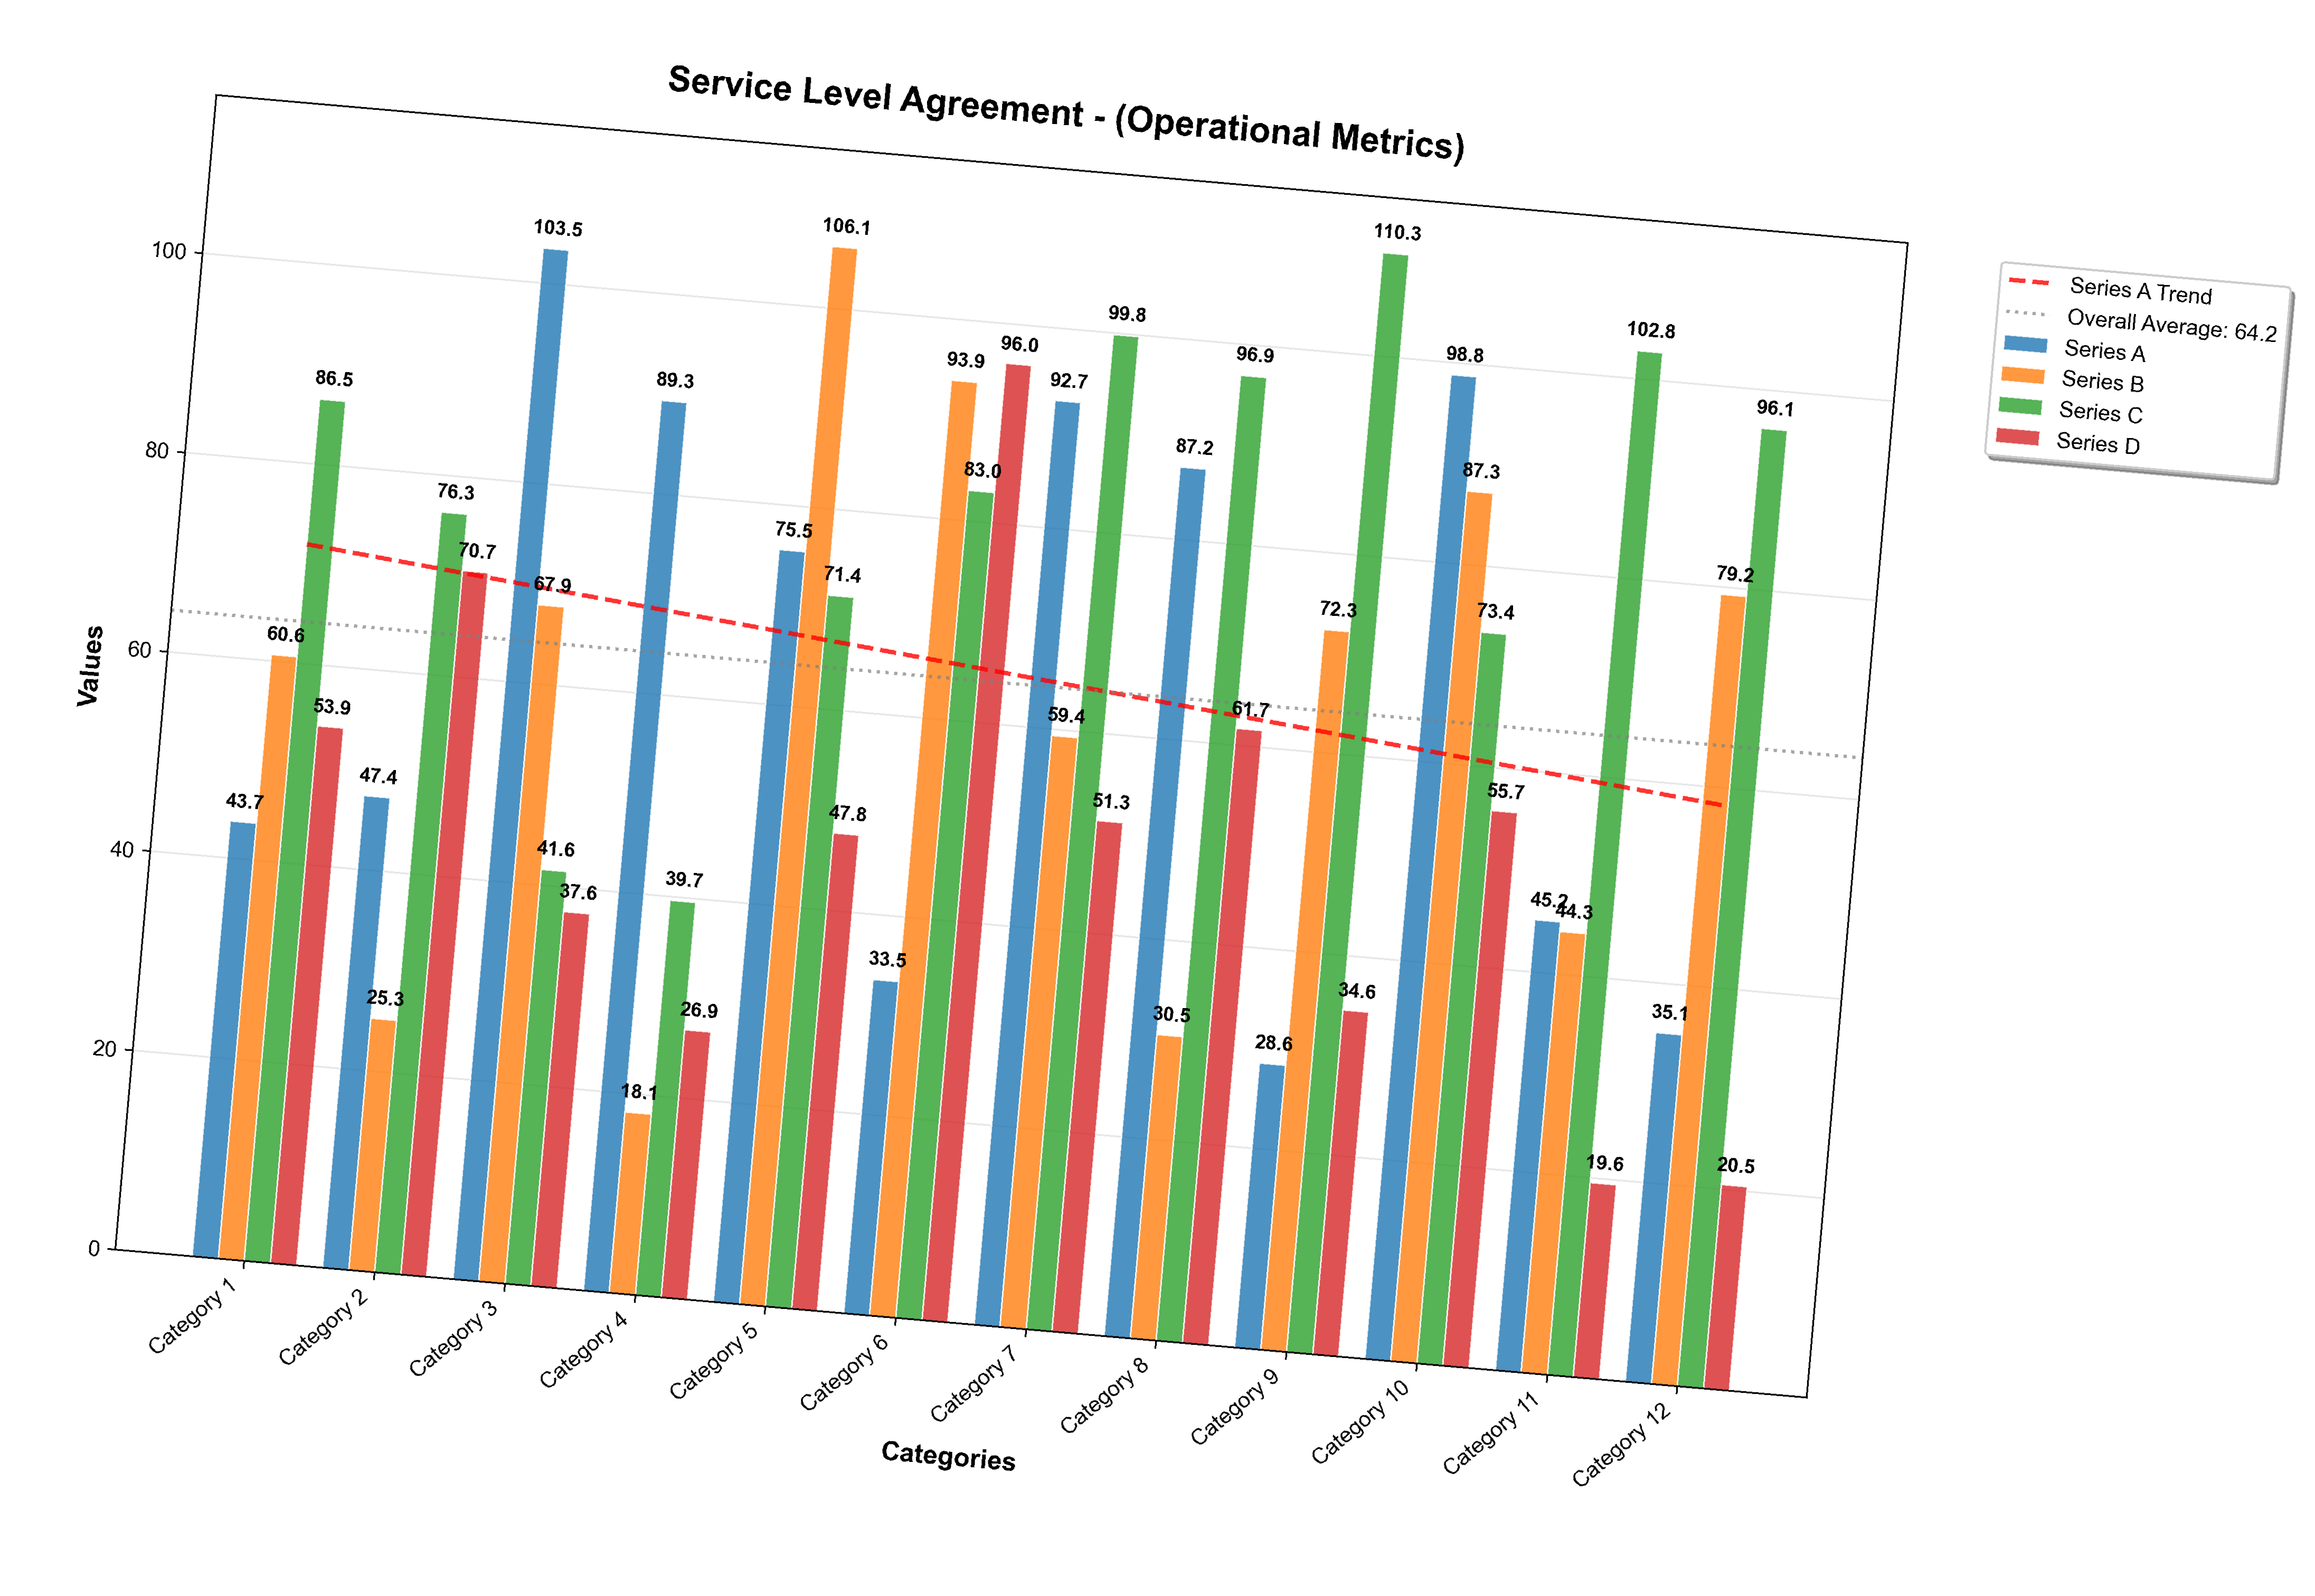 Service Level Agreement - (Operational Metrics)
Values
100
80
60
40
20
0
43.7
60.6
86.5
53.9
47.4
25.3
76.3
70.7
103.5
67.9
41.6
37.6
89.3
18.1
39.7
26.9
75.5
106.1
71.4
47.8
33.5
93.9
83.0
96.0
92.7
59.4
99.8
51.3
87.2
30.5
96.9
61.7
28.6
72.3
110.3
34.6
98.8
87.3
73.4
55.7
45.2
44.3
102.8
19.6
35.1
79.2
96.1
20.5
Category 1
Category 2
Category 3
Category 4
Category 5
Category 6
Category 7
Category 8
Category 9
Category 10
Category 11
Category 12
Categories
Series A Trend
Overall Average: 64.2
Series A
Series B
Series C
Series D